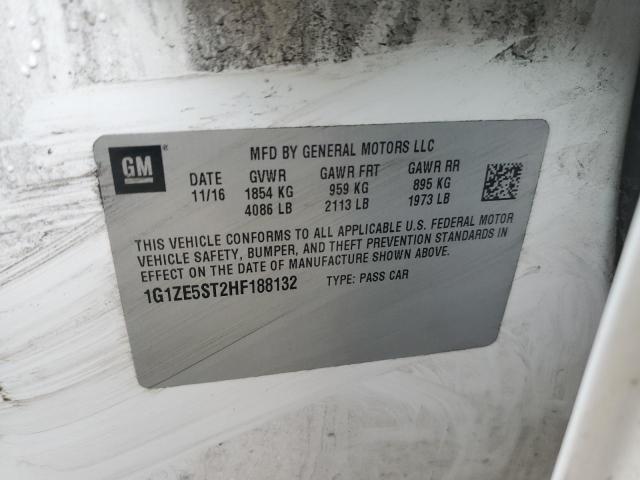 GM
MFD BY GENERAL MOTORS LLC
DATE GVWR GAWR FRT GAWR RR
11/16 1854 KG 959 KG 895 KG
4086 LB 2113 LB 1973 LB
THIS VEHICLE CONFORMS TO ALL APPLICABLE U.S. FEDERAL MOTOR
VEHICLE SAFETY, BUMPER, AND THEFT PREVENTION STANDARDS IN
EFFECT ON THE DATE OF MANUFACTURE SHOWN ABOVE.
1G1ZE5ST2HF188132 TYPE: PASS CAR